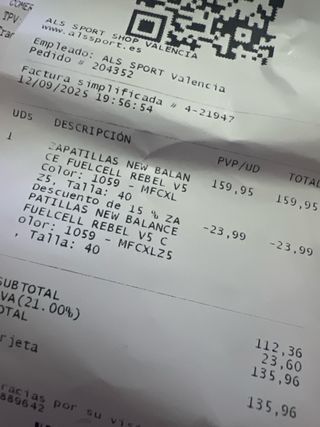 COMER
IPV
Trar
ALS SPORT SHOP VALENCIA
www.alssport.es
Empleado: ALS SPORT Valencia
Pedido # 204352
Factura simplificada # 4-21947
12/09/2025 19:56:54
UDS DESCRIPCIÓN PVP/UD TOTAL
1 ZAPATILLAS NEW BALAN 159,95 159,95
CE FUELCELL REBEL V5
Color: 1059 - MFCXL
Z5, Talla: 40
Descuento de 15 % ZA -23,99 -23,99
PATILLAS NEW BALANCE
FUELCELL REBEL V5 C
olor: 1059 - MFCXLZ5
, Talla: 40
SUBTOTAL 112,36
VA(21.00%) 23,60
OTAL 135,96
rjeta 135,96
racias por su vis
889642